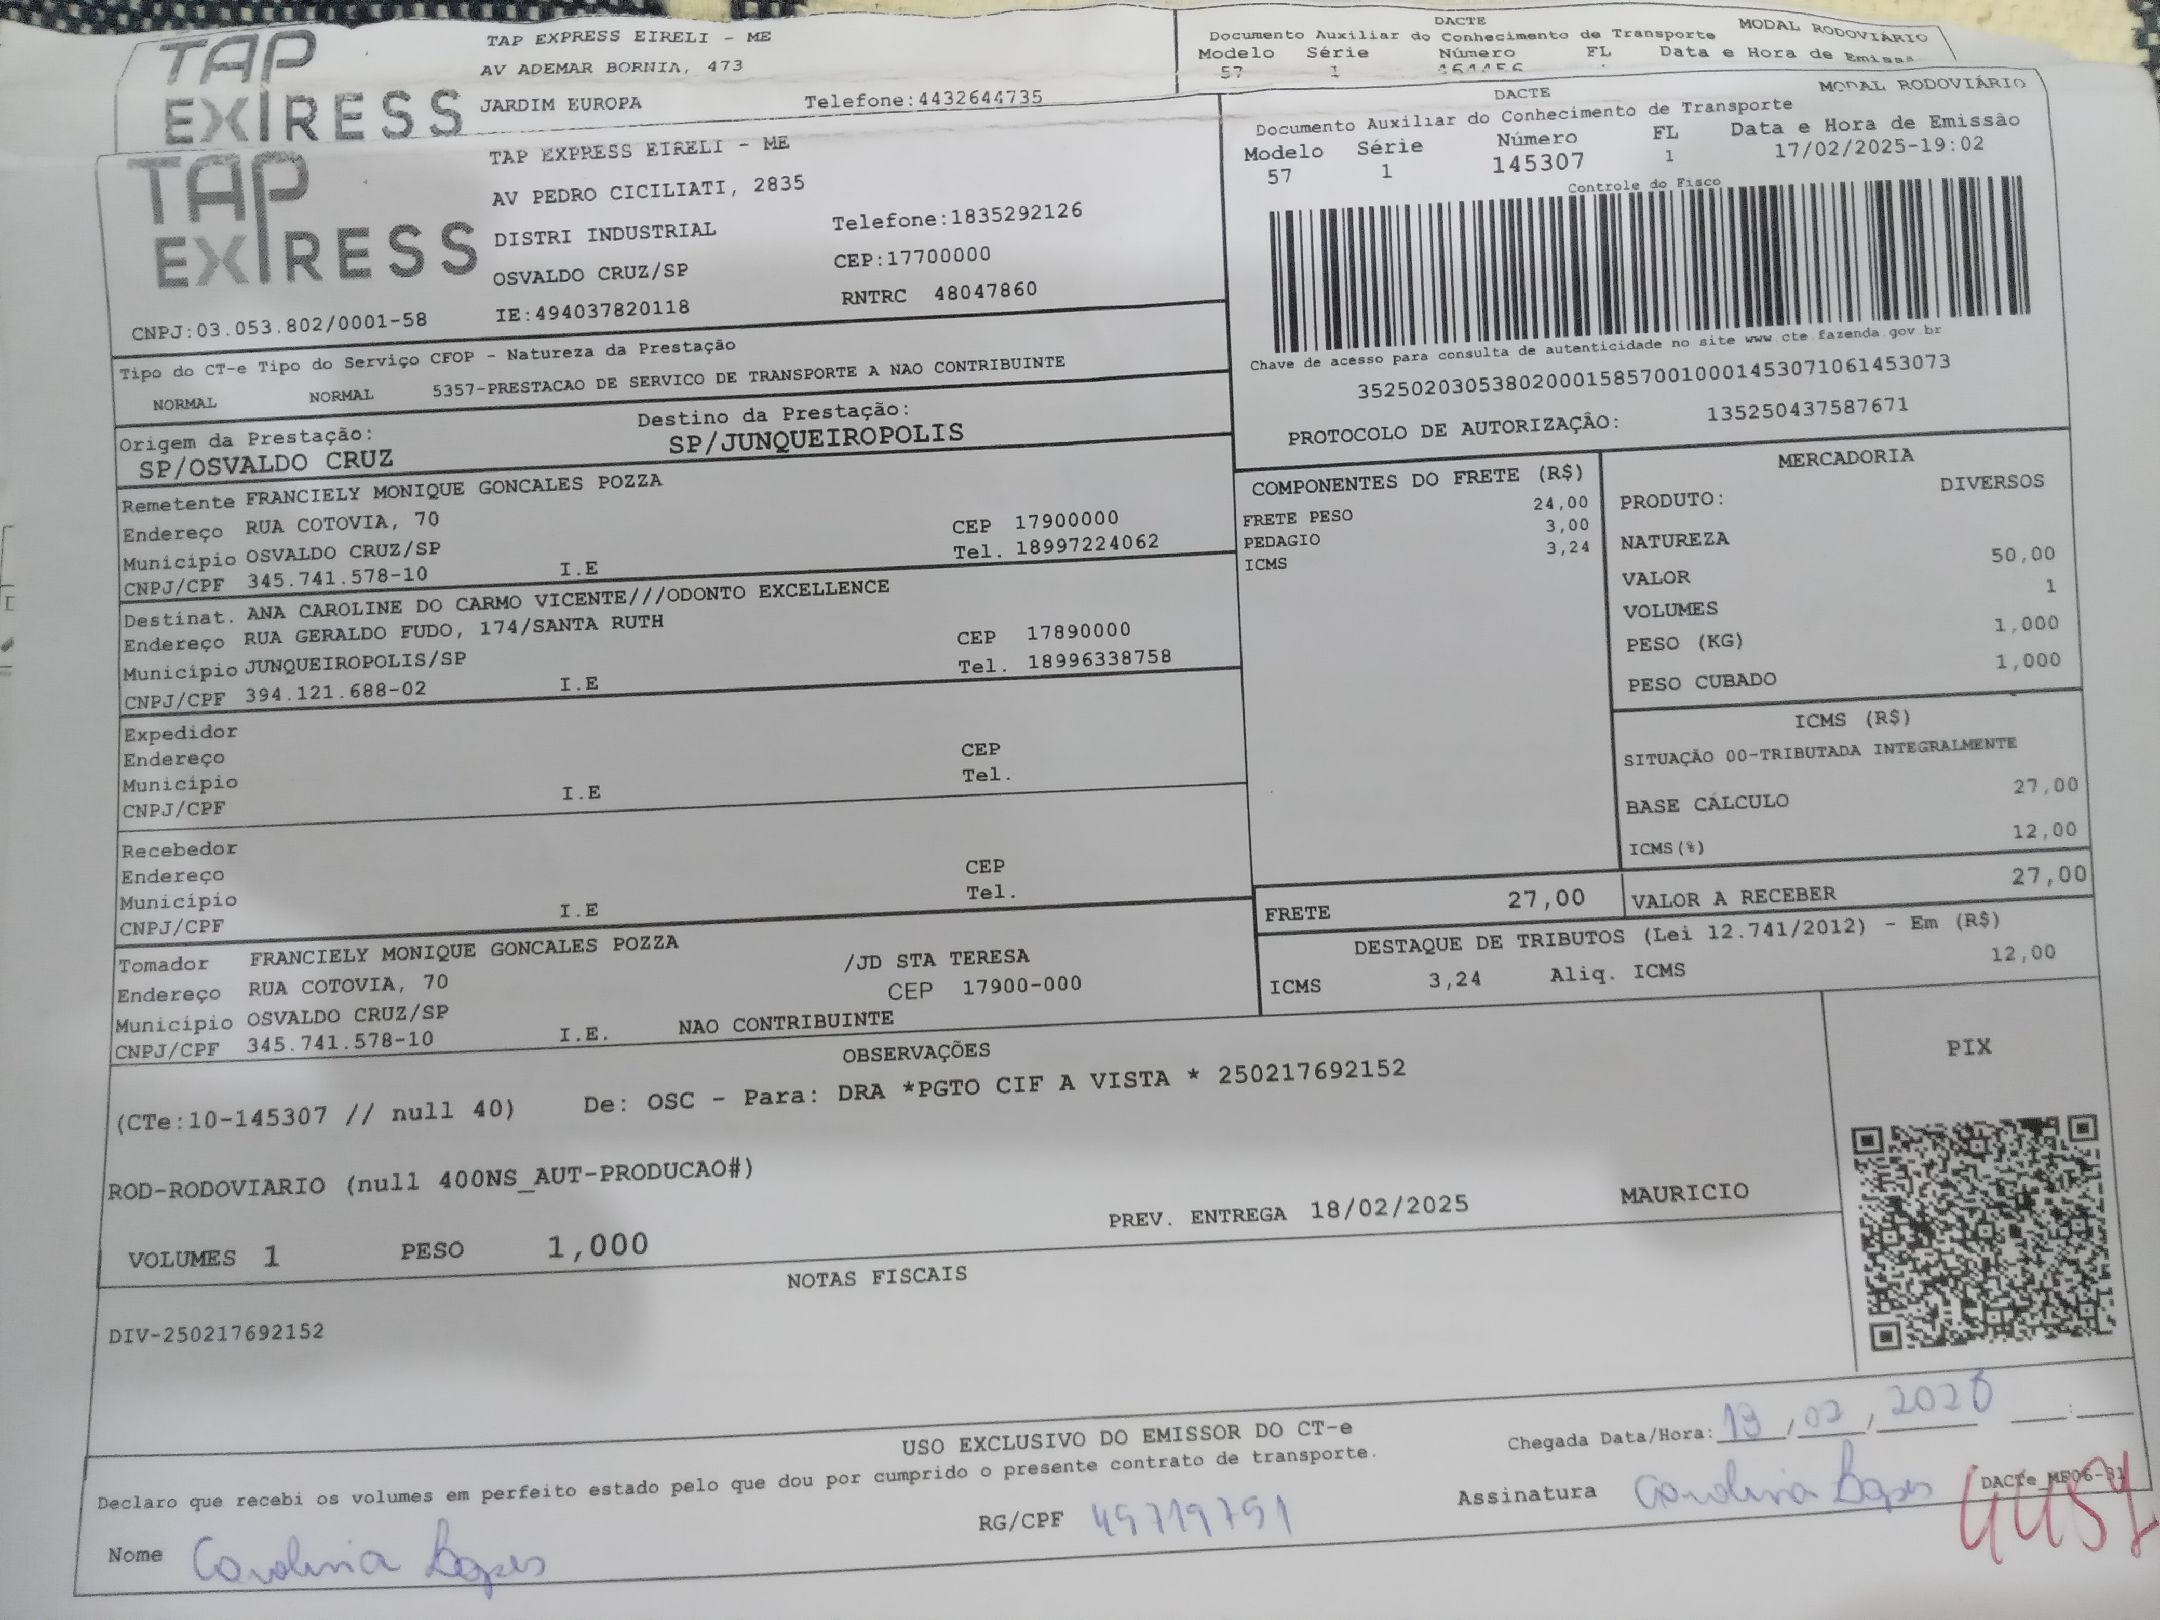 TAP EXPRESS
TAP EXPRESS EIRELI - ME
AV ADEMAR BORNIA, 473
JARDIM EUROPA Telefone:4432644735
DACTE MODAL RODOVIÁRIO
Documento Auxiliar do Conhecimento de Transporte
Modelo Série Número FL Data e Hora de
57 1
TAP EXPRESS
TAP EXPRESS EIRELI - ME
AV PEDRO CICILIATI, 2835
DISTRI INDUSTRIAL Telefone:1835292126
OSVALDO CRUZ/SP CEP:17700000
CNPJ:03.053.802/0001-58 IE:494037820118 RNTRC 48047860
DACTE MODAL RODOVIÁRIO
Documento Auxiliar do Conhecimento de Transporte
Modelo Série Número FL Data e Hora de Emissão
57 1 145307 1 17/02/2025-19:02
Controle do Fisco
Chave de acesso para consulta de autenticidade no site www.cte.fazenda.gov.br
35250203053802000158570010001453071061453073
PROTOCOLO DE AUTORIZAÇÂO: 135250437587671
Tipo do CT-e Tipo do Serviço CFOP - Natureza da Prestação
NORMAL NORMAL 5357-PRESTACAO DE SERVICO DE TRANSPORTE A NAO CONTRIBUINTE
Origem da Prestação: Destino da Prestação:
SP/OSVALDO CRUZ SP/JUNQUEIROPOLIS
Remetente FRANCIELY MONIQUE GONCALES POZZA
Endereço RUA COTOVIA, 70 CEP 17900000
Município OSVALDO CRUZ/SP Tel. 18997224062
CNPJ/CPF 345.741.578-10 I.E
Destinat. ANA CAROLINE DO CARMO VICENTE///ODONTO EXCELLENCE
Endereço RUA GERALDO FUDO, 174/SANTA RUTH CEP 17890000
Município JUNQUEIROPOLIS/SP Tel. 18996338758
CNPJ/CPF 394.121.688-02 I.E
Expedidor
Endereço CEP
Município Tel.
CNPJ/CPF I.E
Recebedor
Endereço CEP
Município Tel.
CNPJ/CPF I.E
Tomador FRANCIELY MONIQUE GONCALES POZZA
Endereço RUA COTOVIA, 70 /JD STA TERESA
Município OSVALDO CRUZ/SP CEP 17900-000
CNPJ/CPF 345.741.578-10 I.E. NAO CONTRIBUINTE
COMPONENTES DO FRETE (R$)
FRETE PESO 24,00
PEDAGIO 3,00
ICMS 3,24
MERCADORIA
PRODUTO: DIVERSOS
NATUREZA
VALOR 50,00
VOLUMES 1
PESO (KG) 1,000
PESO CUBADO 1,000
ICMS (R$)
SITUAÇÃO 00-TRIBUTADA INTEGRALMENTE
BASE CÁLCULO 27,00
ICMS(%) 12,00
FRETE 27,00 VALOR A RECEBER 27,00
DESTAQUE DE TRIBUTOS (Lei 12.741/2012) - Em (R$)
ICMS 3,24 Aliq. ICMS 12,00
OBSERVAÇÕES
(CTe:10-145307 // null 40) De: OSC - Para: DRA *PGTO CIF A VISTA * 250217692152
ROD-RODOVIARIO (null 400NS_AUT-PRODUCAO#)
VOLUMES 1 PESO 1,000 PREV. ENTREGA 18/02/2025 MAURICIO
PIX
NOTAS FISCAIS
DIV-250217692152
USO EXCLUSIVO DO EMISSOR DO CT-e
Chegada Data/Hora: / 02 /
Declaro que recebi os volumes em perfeito estado pelo que dou por cumprido o presente contrato de transporte.
DACTe
Nome Carolina Lopes RG/CPF 49719791 Assinatura Carolina Lopes